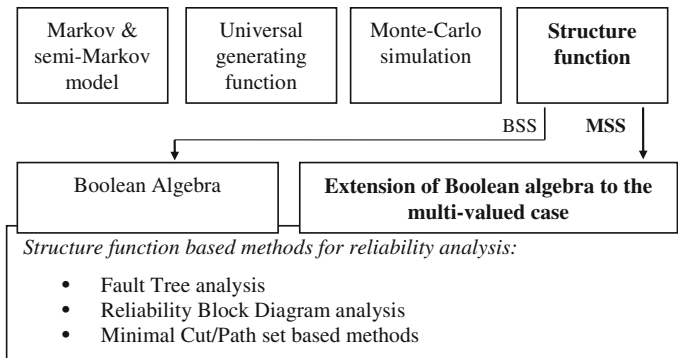 Markov &
semi-Markov
model
Universal
generating
function
Monte-Carlo
simulation
Structure
function
BSS
MSS
Boolean Algebra
Extension of Boolean algebra to the
multi-valued case
Structure function based methods for reliability analysis:
• Fault Tree analysis
• Reliability Block Diagram analysis
• Minimal Cut/Path set based methods